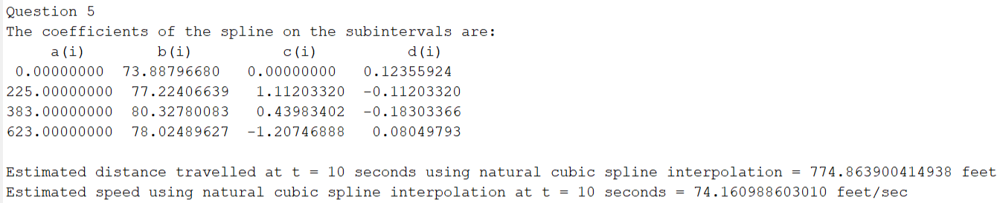 Question 5
The coefficients of the spline on the subintervals are:
a(i) b(i) c(i) d(i)
0.00000000 73.88796680 0.00000000 0.12355924
225.00000000 77.22406639 1.11203320 -0.11203320
383.00000000 80.32780083 0.43983402 -0.18303366
623.00000000 78.02489627 -1.20746888 0.08049793
Estimated distance travelled at t = 10 seconds using natural cubic spline interpolation = 774.863900414938 feet
Estimated speed using natural cubic spline interpolation at t = 10 seconds = 74.160988603010 feet/sec